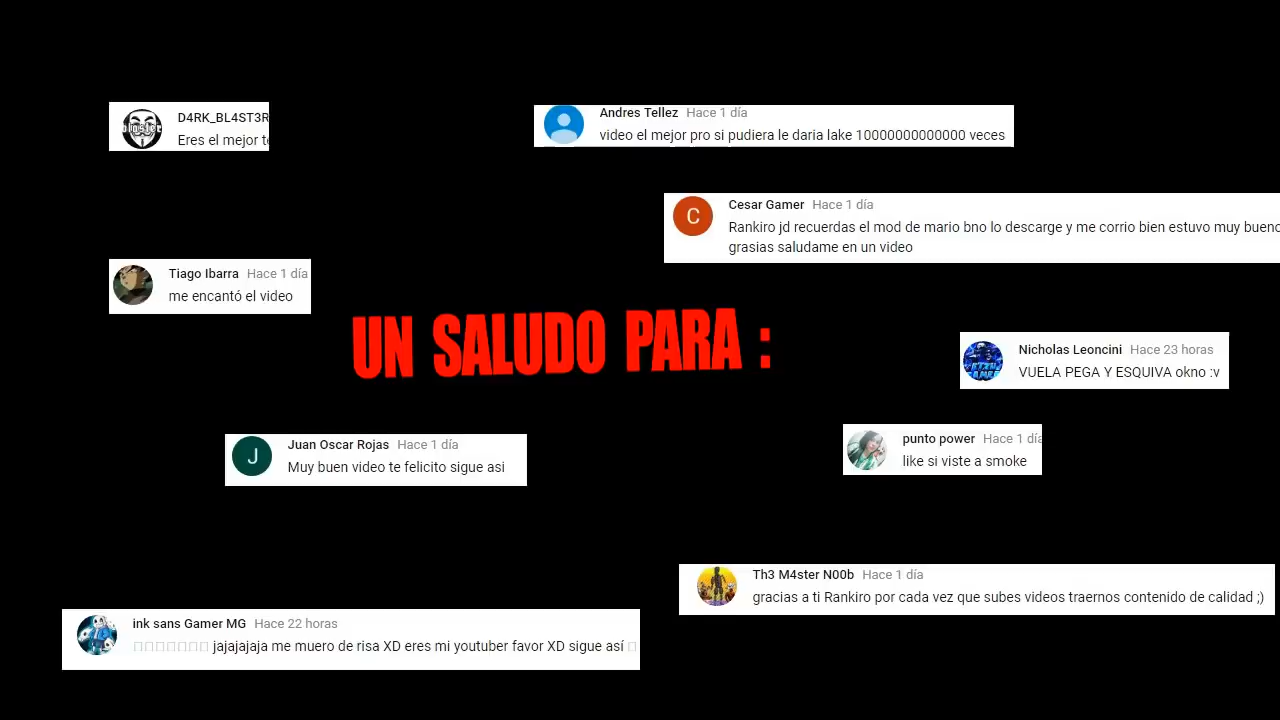 D4RK_BL4ST3R
Eres el mejor
Andres Tellez Hace 1 día
video el mejor pro si pudiera le daria lake 10000000000000 veces
Cesar Gamer Hace 1 día
Rankiro jd recuerdas el mod de mario bno lo descarge y me corrio bien estuvo muy bueno
grasias saludame en un video
Tiago Ibarra Hace 1 día
me encantó el video
UN SALUDO PARA :
Nicholas Leoncini Hace 23 horas
VUELA PEGA Y ESQUIVA okno :v
punto power Hace 1 día
like si viste a smoke
Juan Oscar Rojas Hace 1 día
Muy buen video te felicito sigue asi
Th3 M4ster N00b Hace 1 día
gracias a ti Rankiro por cada vez que subes videos traernos contenido de calidad ;)
ink sans Gamer MG Hace 22 horas
jajajajaja me muero de risa XD eres mi youtuber favor XD sigue así